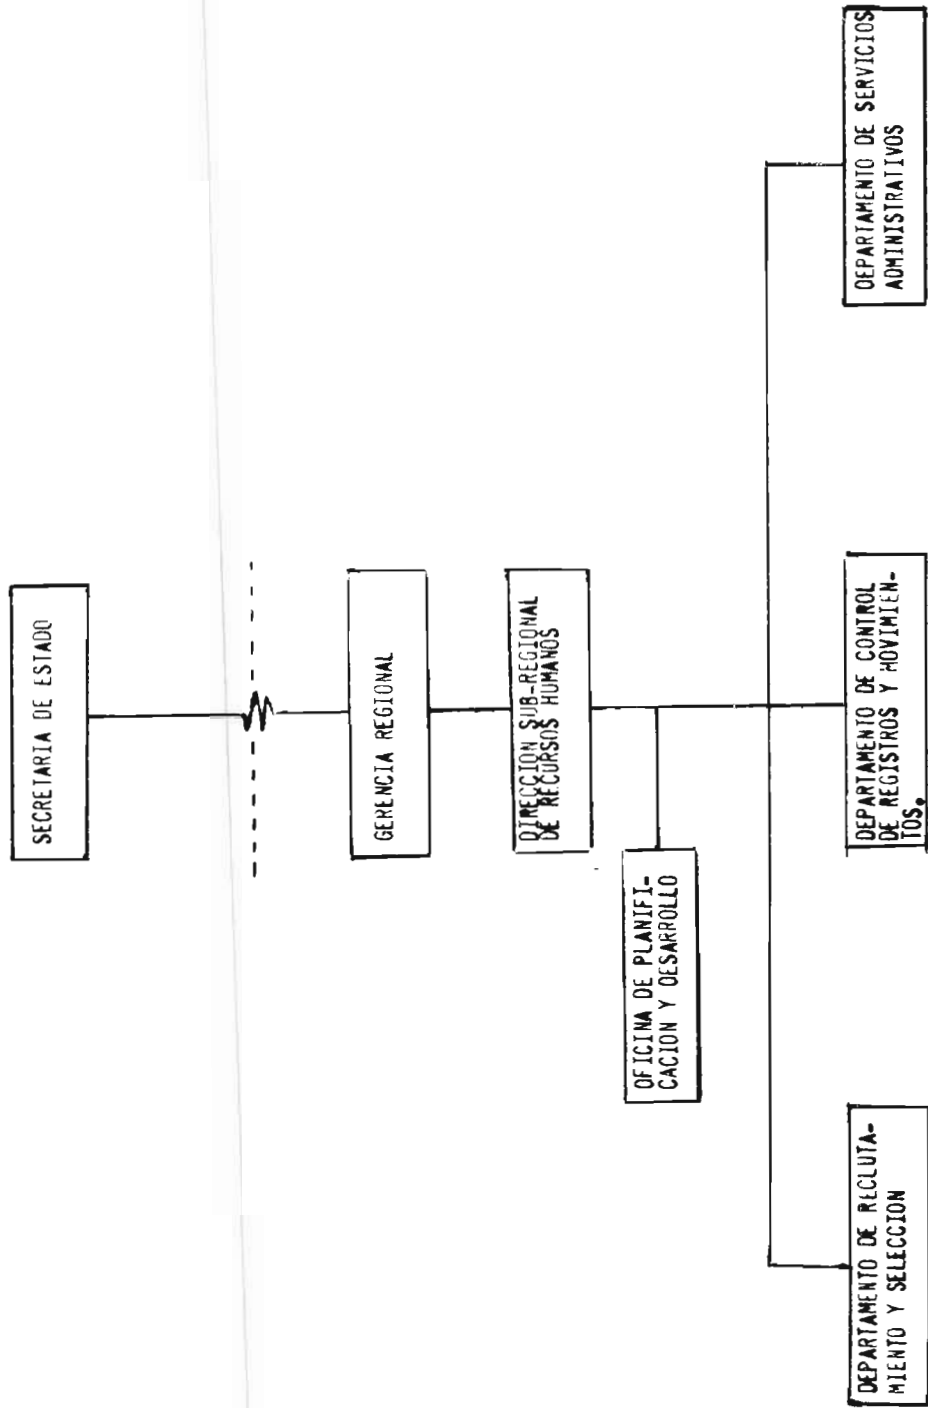 SECRETARIA DE ESTADO
GERENCIA REGIONAL
DIRECCION SUB-REGIONAL
DE RECURSOS HUMANOS
OFICINA DE PLANIFI-
CACION Y DESARROLLO
DEPARTAMENTO DE RECLUTA-
MIENTO Y SELECCION
DEPARTAMENTO DE CONTROL
DE REGISTROS Y MOVIMIEN-
TOS.
DEPARTAMENTO DE SERVICIOS
ADMINISTRATIVOS